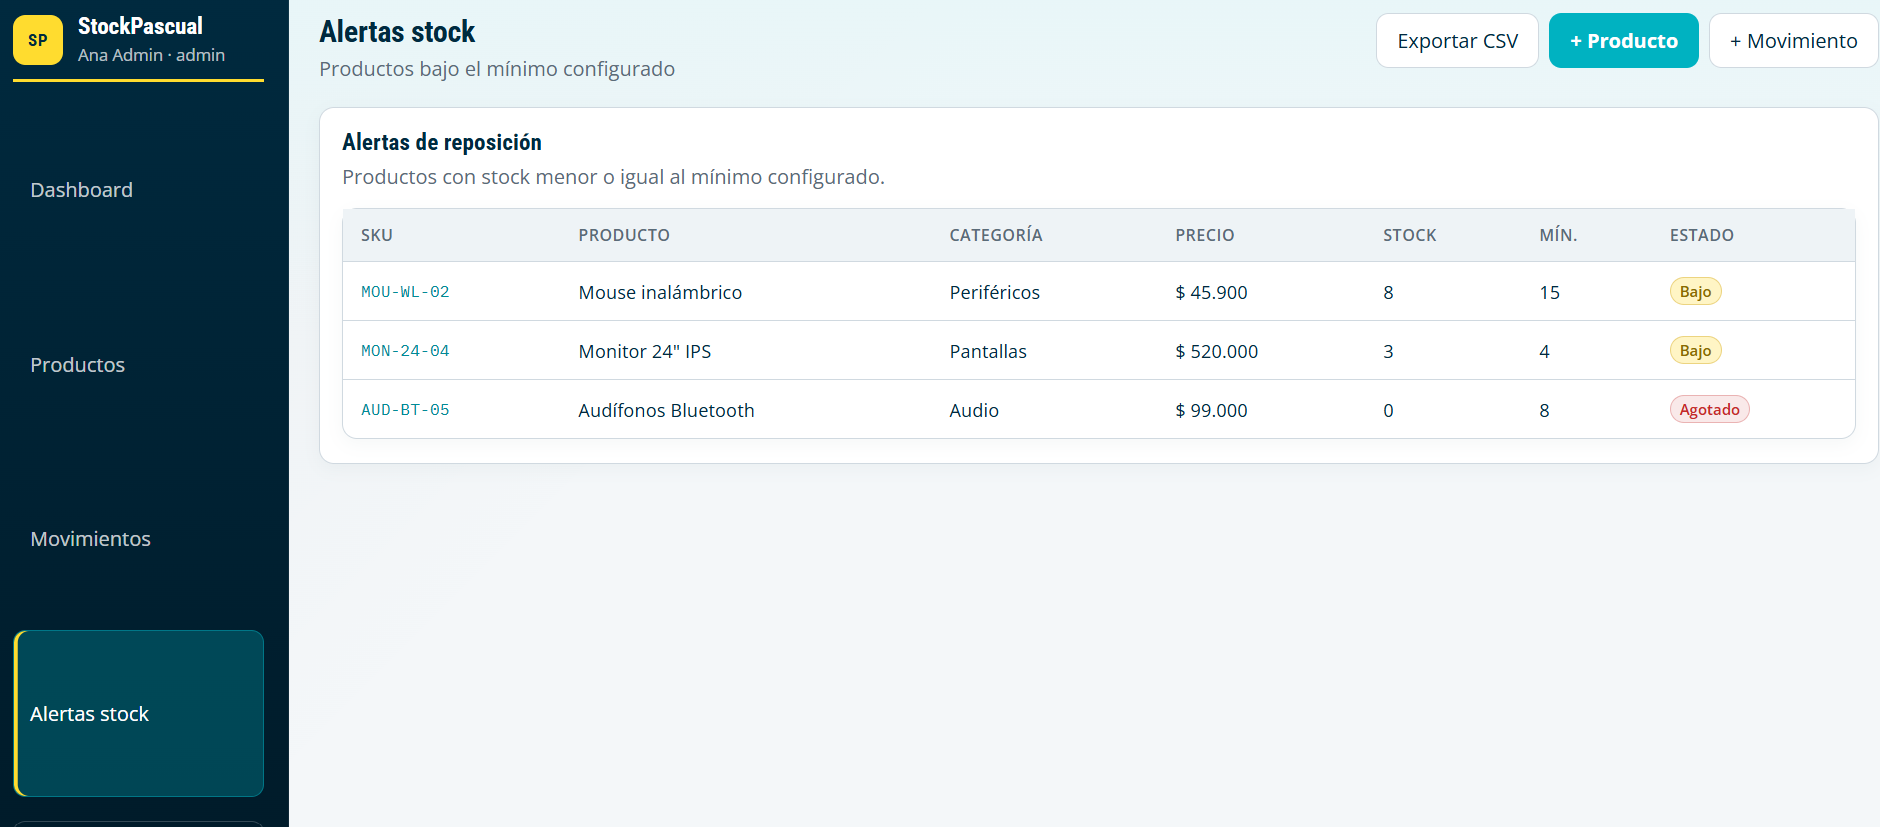 SP
StockPascual
Ana Admin · admin
Dashboard
Productos
Movimientos
Alertas stock
Alertas stock
Productos bajo el mínimo configurado
Exportar CSV
+ Producto
+ Movimiento
Alertas de reposición
Productos con stock menor o igual al mínimo configurado.
SKU PRODUCTO CATEGORÍA PRECIO STOCK MÍN. ESTADO
MOU-WL-02 Mouse inalámbrico Periféricos $ 45.900 8 15 Bajo
MON-24-04 Monitor 24" IPS Pantallas $ 520.000 3 4 Bajo
AUD-BT-05 Audífonos Bluetooth Audio $ 99.000 0 8 Agotado